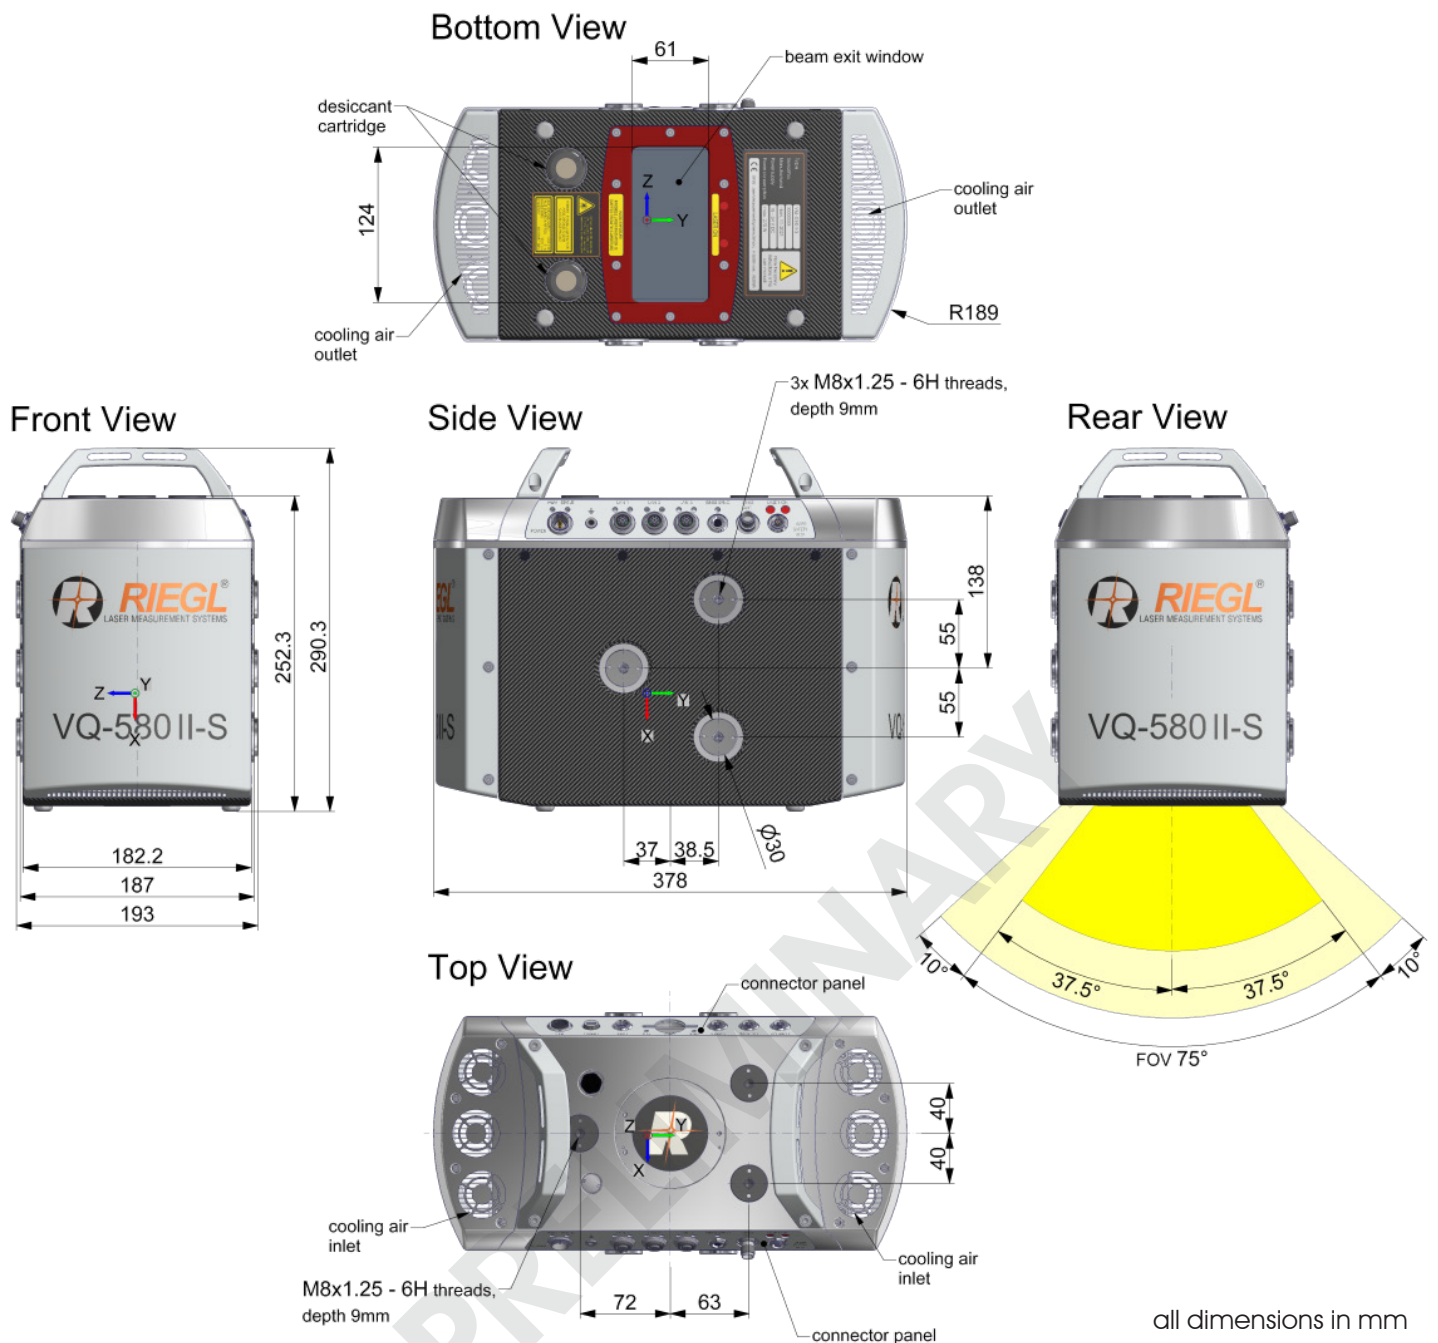 Bottom View
61
beam exit window
desiccant
cartridge
124
Z
Y
cooling air
outlet
cooling air
outlet
R189
3x M8x1.25 - 6H threads,
depth 9mm
Front View
Side View
Rear View
POWER
RIEGL®
LASER MEASUREMENT SYSTEMS
VQ-580 II-S
Z
Y
X
252.3
290.3
182.2
187
193
Y
X
138
55
55
37
38.5
Ø30
378
RIEGL®
LASER MEASUREMENT SYSTEMS
VQ-580 II-S
10°
37.5°
37.5°
10°
FOV 75°
Top View
connector panel
Z
Y
X
40
40
cooling air
inlet
cooling air
inlet
M8x1.25 - 6H threads,
depth 9mm
72
63
connector panel
all dimensions in mm
PRELIMINARY